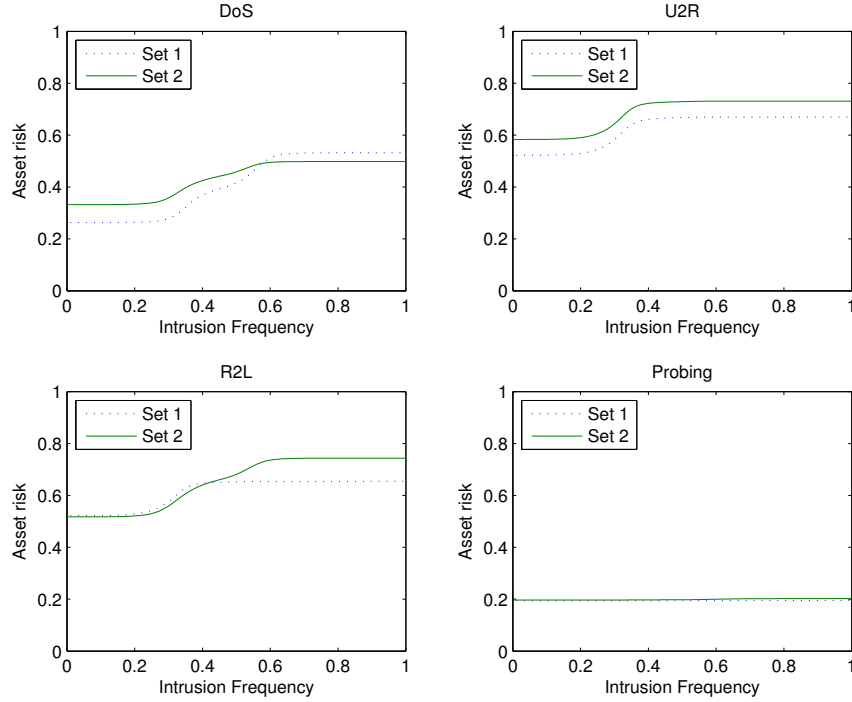 DoS
1
0.8
0.6
0.4
0.2
0
Set 1
Set 2
Asset risk
0 0.2 0.4 0.6 0.8 1
Intrusion Frequency
U2R
1
0.8
0.6
0.4
0.2
0
Set 1
Set 2
Asset risk
0 0.2 0.4 0.6 0.8 1
Intrusion Frequency
R2L
1
0.8
0.6
0.4
0.2
0
Set 1
Set 2
Asset risk
0 0.2 0.4 0.6 0.8 1
Intrusion Frequency
Probing
1
0.8
0.6
0.4
0.2
0
Set 1
Set 2
Asset risk
0 0.2 0.4 0.6 0.8 1
Intrusion Frequency